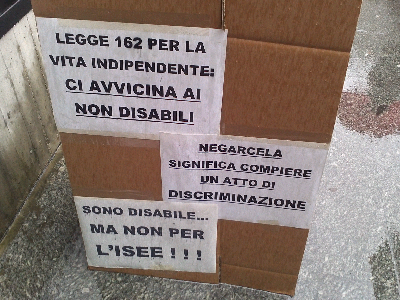 LEGGE 162 PER LA
VITA INDIPENDENTE:
CI AVVICINA AI
NON DISABILI
NEGARCELA
SIGNIFICA COMPIERE
UN ATTO DI
DISCRIMINAZIONE
SONO DISABILE...
MA NON PER
L'ISEE ! ! !